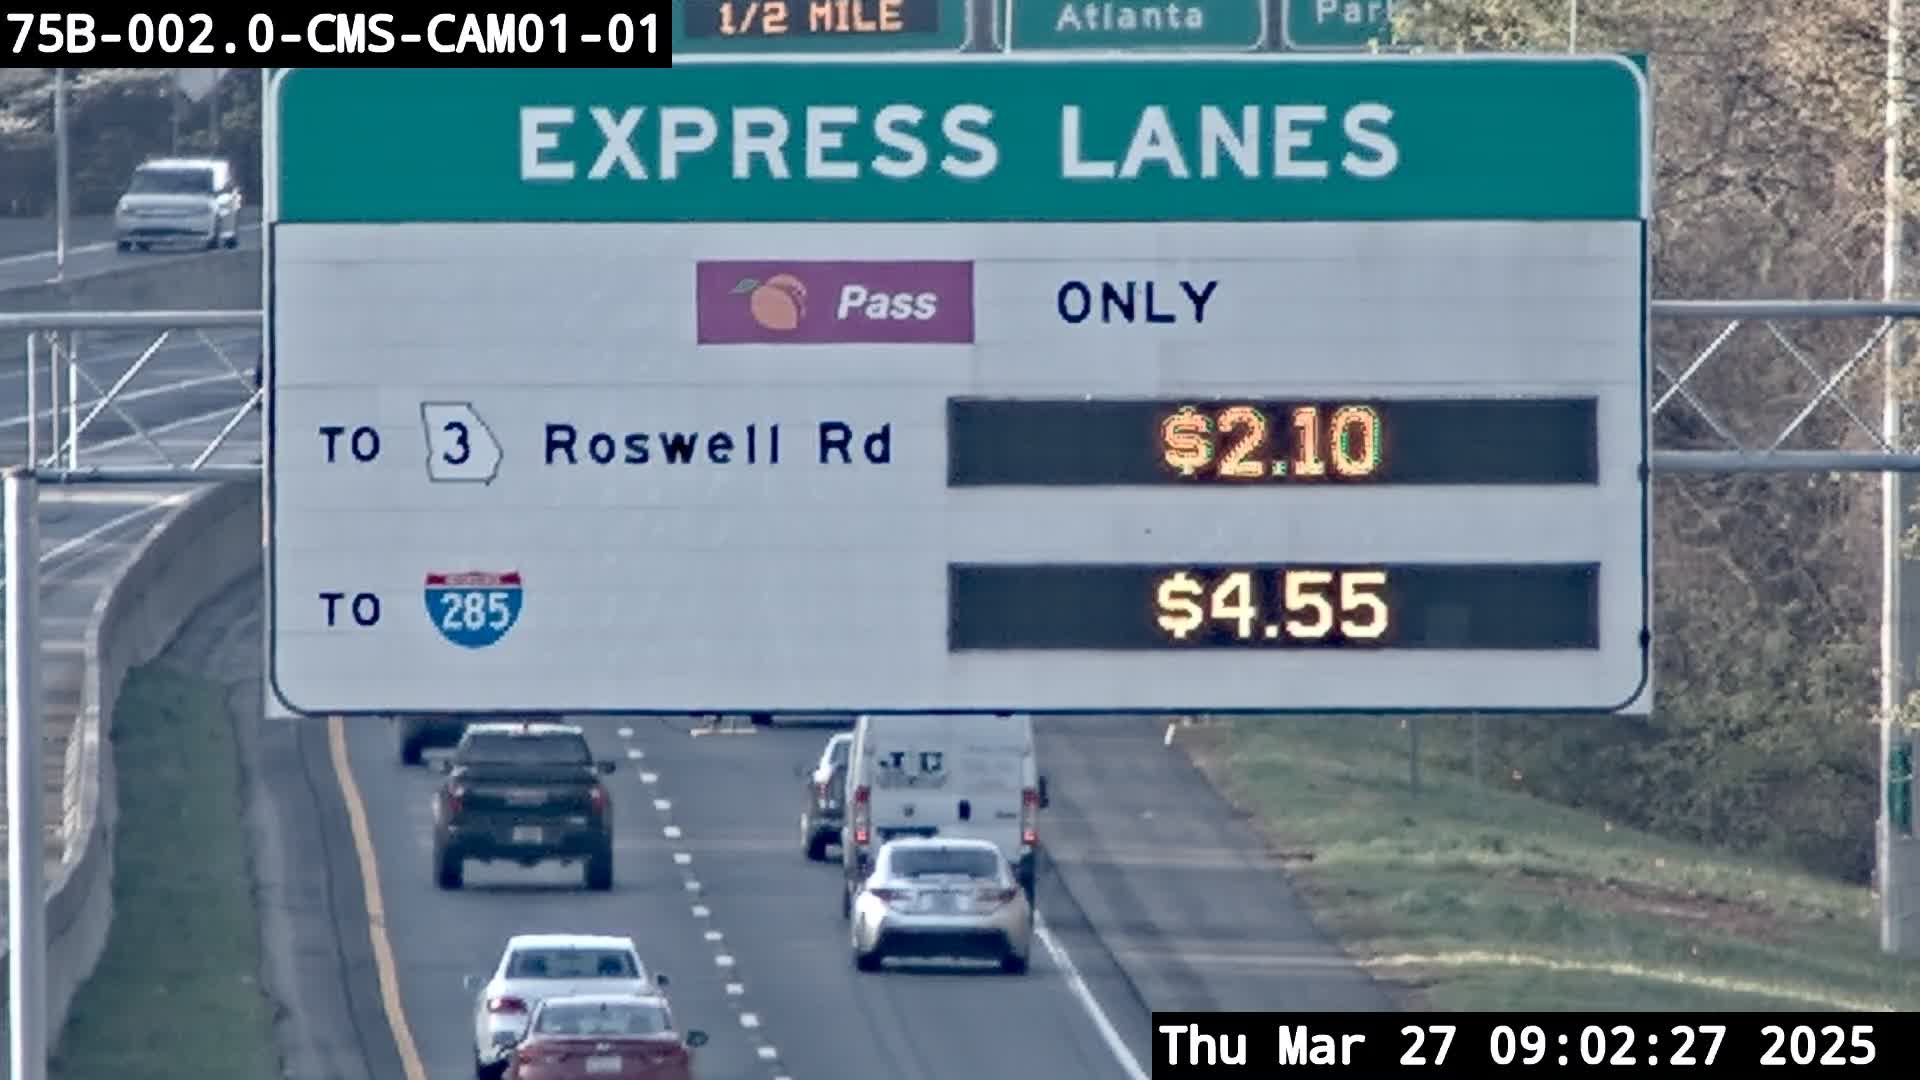 75B-002.0-CMS-CAM01-01
1/2 MILE
Atlanta
EXPRESS LANES
Pass ONLY
TO 3 Roswell Rd $2.10
TO 285 $4.55
Thu Mar 27 09:02:27 2025